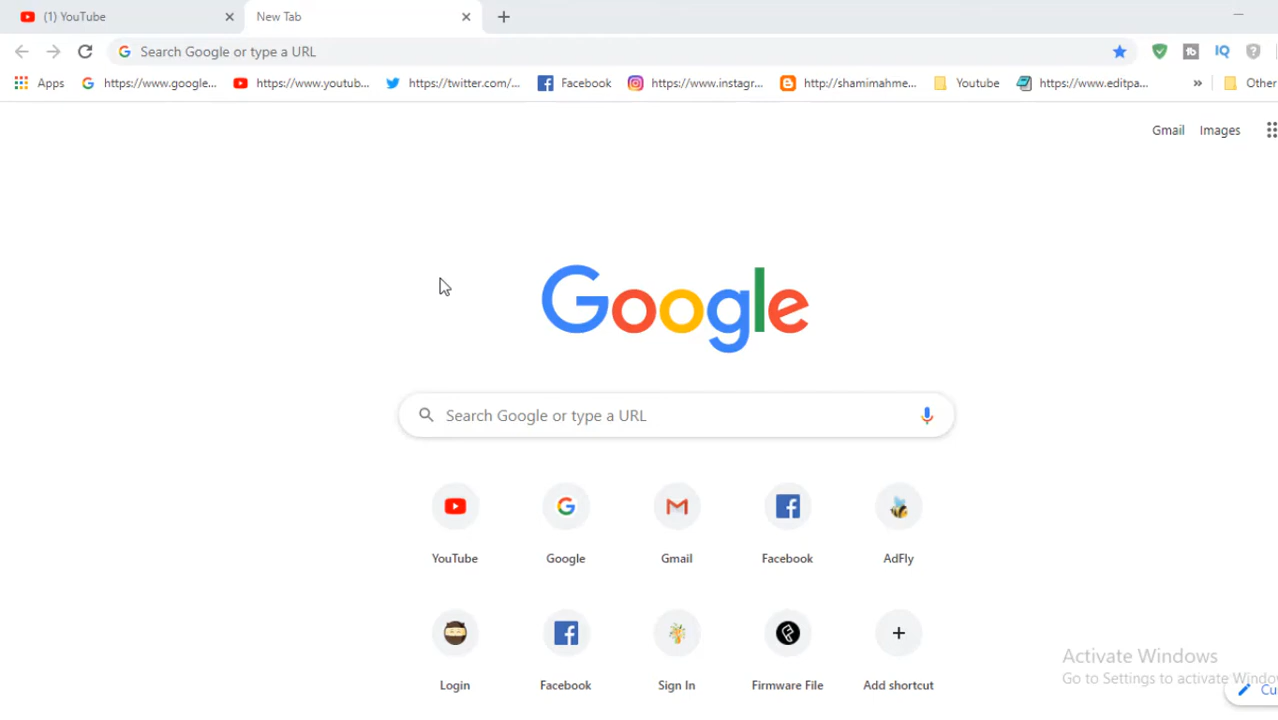 (1) YouTube
New Tab
Search Google or type a URL
Apps
https://www.google...
https://www.youtub...
https://twitter.com/...
Facebook
https://www.instagr...
http://shamimahme...
Youtube
https://www.editpa...
»
Other
Gmail Images
Google
Search Google or type a URL
YouTube Google Gmail Facebook AdFly
Login Facebook Sign In Firmware File Add shortcut
Activate Windows
Go to Settings to activate Windo
Cu